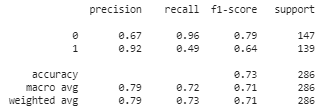 precision recall f1-score support
0 0.67 0.96 0.79 147
1 0.92 0.49 0.64 139
accuracy 0.73 286
macro avg 0.79 0.72 0.71 286
weighted avg 0.79 0.73 0.71 286